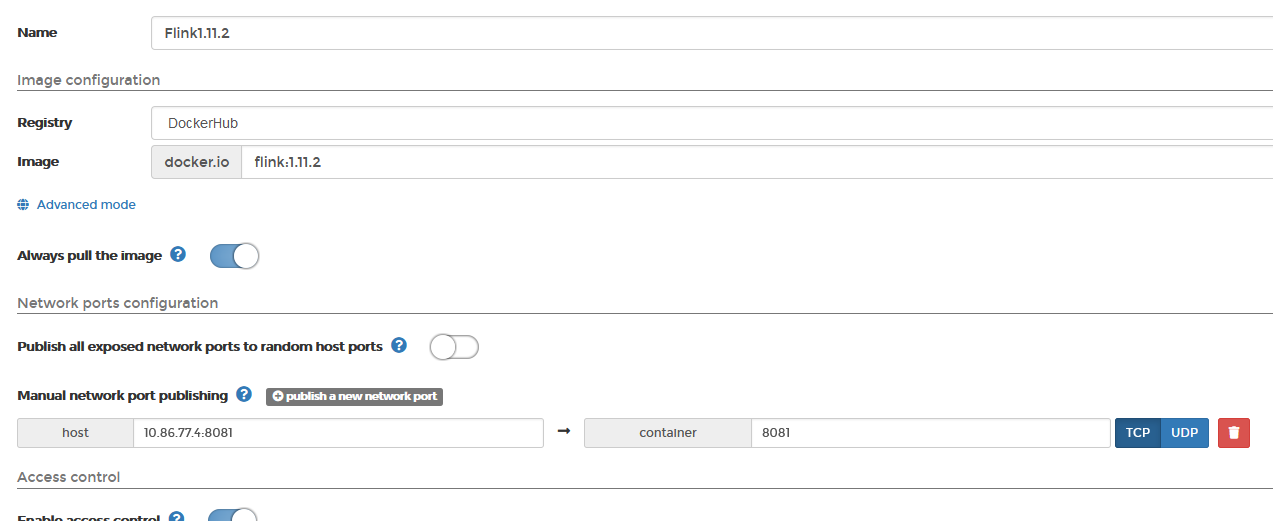 Name Flink1.11.2
Image configuration
Registry DockerHub
Image docker.io flink:1.11.2
Advanced mode
Always pull the image ?
Network ports configuration
Publish all exposed network ports to random host ports ?
Manual network port publishing ? publish a new network port
host 10.86.77.4:8081 → container 8081 TCP UDP
Access control
Enable access control ?